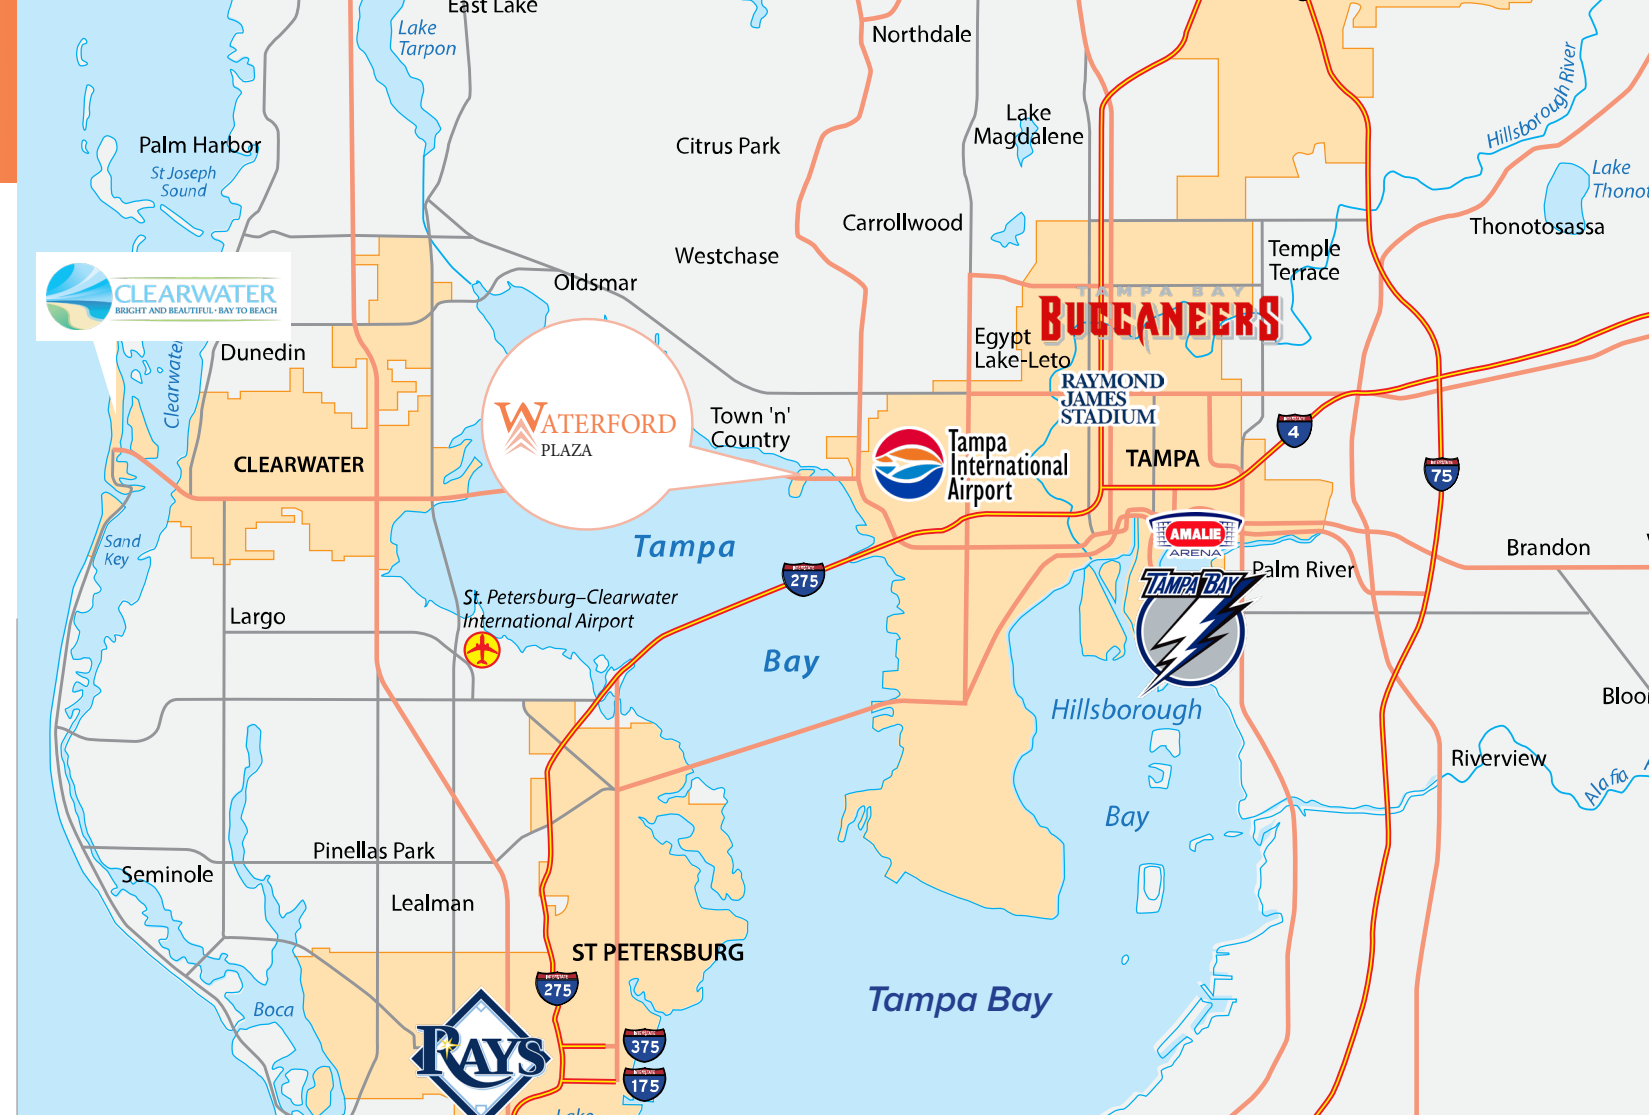 East Lake
Lake
Tarpon
Northdale
Hillsborough River
Lake
Magdalene
Palm Harbor
Citrus Park
St Joseph
Sound
Lake
Carrollwood
Thonotosassa
Westchase
Temple
Terrace
Oldsmar
CLEARWATER
BRIGHT AND BEAUTIFUL • BAY TO BEACH
TAMPA BAY
BUCCANEERS
Dunedin
Clearwater
Egypt
Lake-Leto
RAYMOND
JAMES
STADIUM
WATERFORD
PLAZA
Town 'n'
Country
4
CLEARWATER
Tampa
International
Airport
TAMPA
75
Sand
Key
Tampa
AMALIE
ARENA
Brandon
275
Palm River
TAMPA BAY
St. Petersburg–Clearwater
International Airport
Largo
Bay
Hillsborough
Riverview
Alafia
Bay
Pinellas Park
Seminole
Lealman
ST PETERSBURG
INTERSTATE
275
Tampa Bay
Boca
RAYS
375
175
Lake